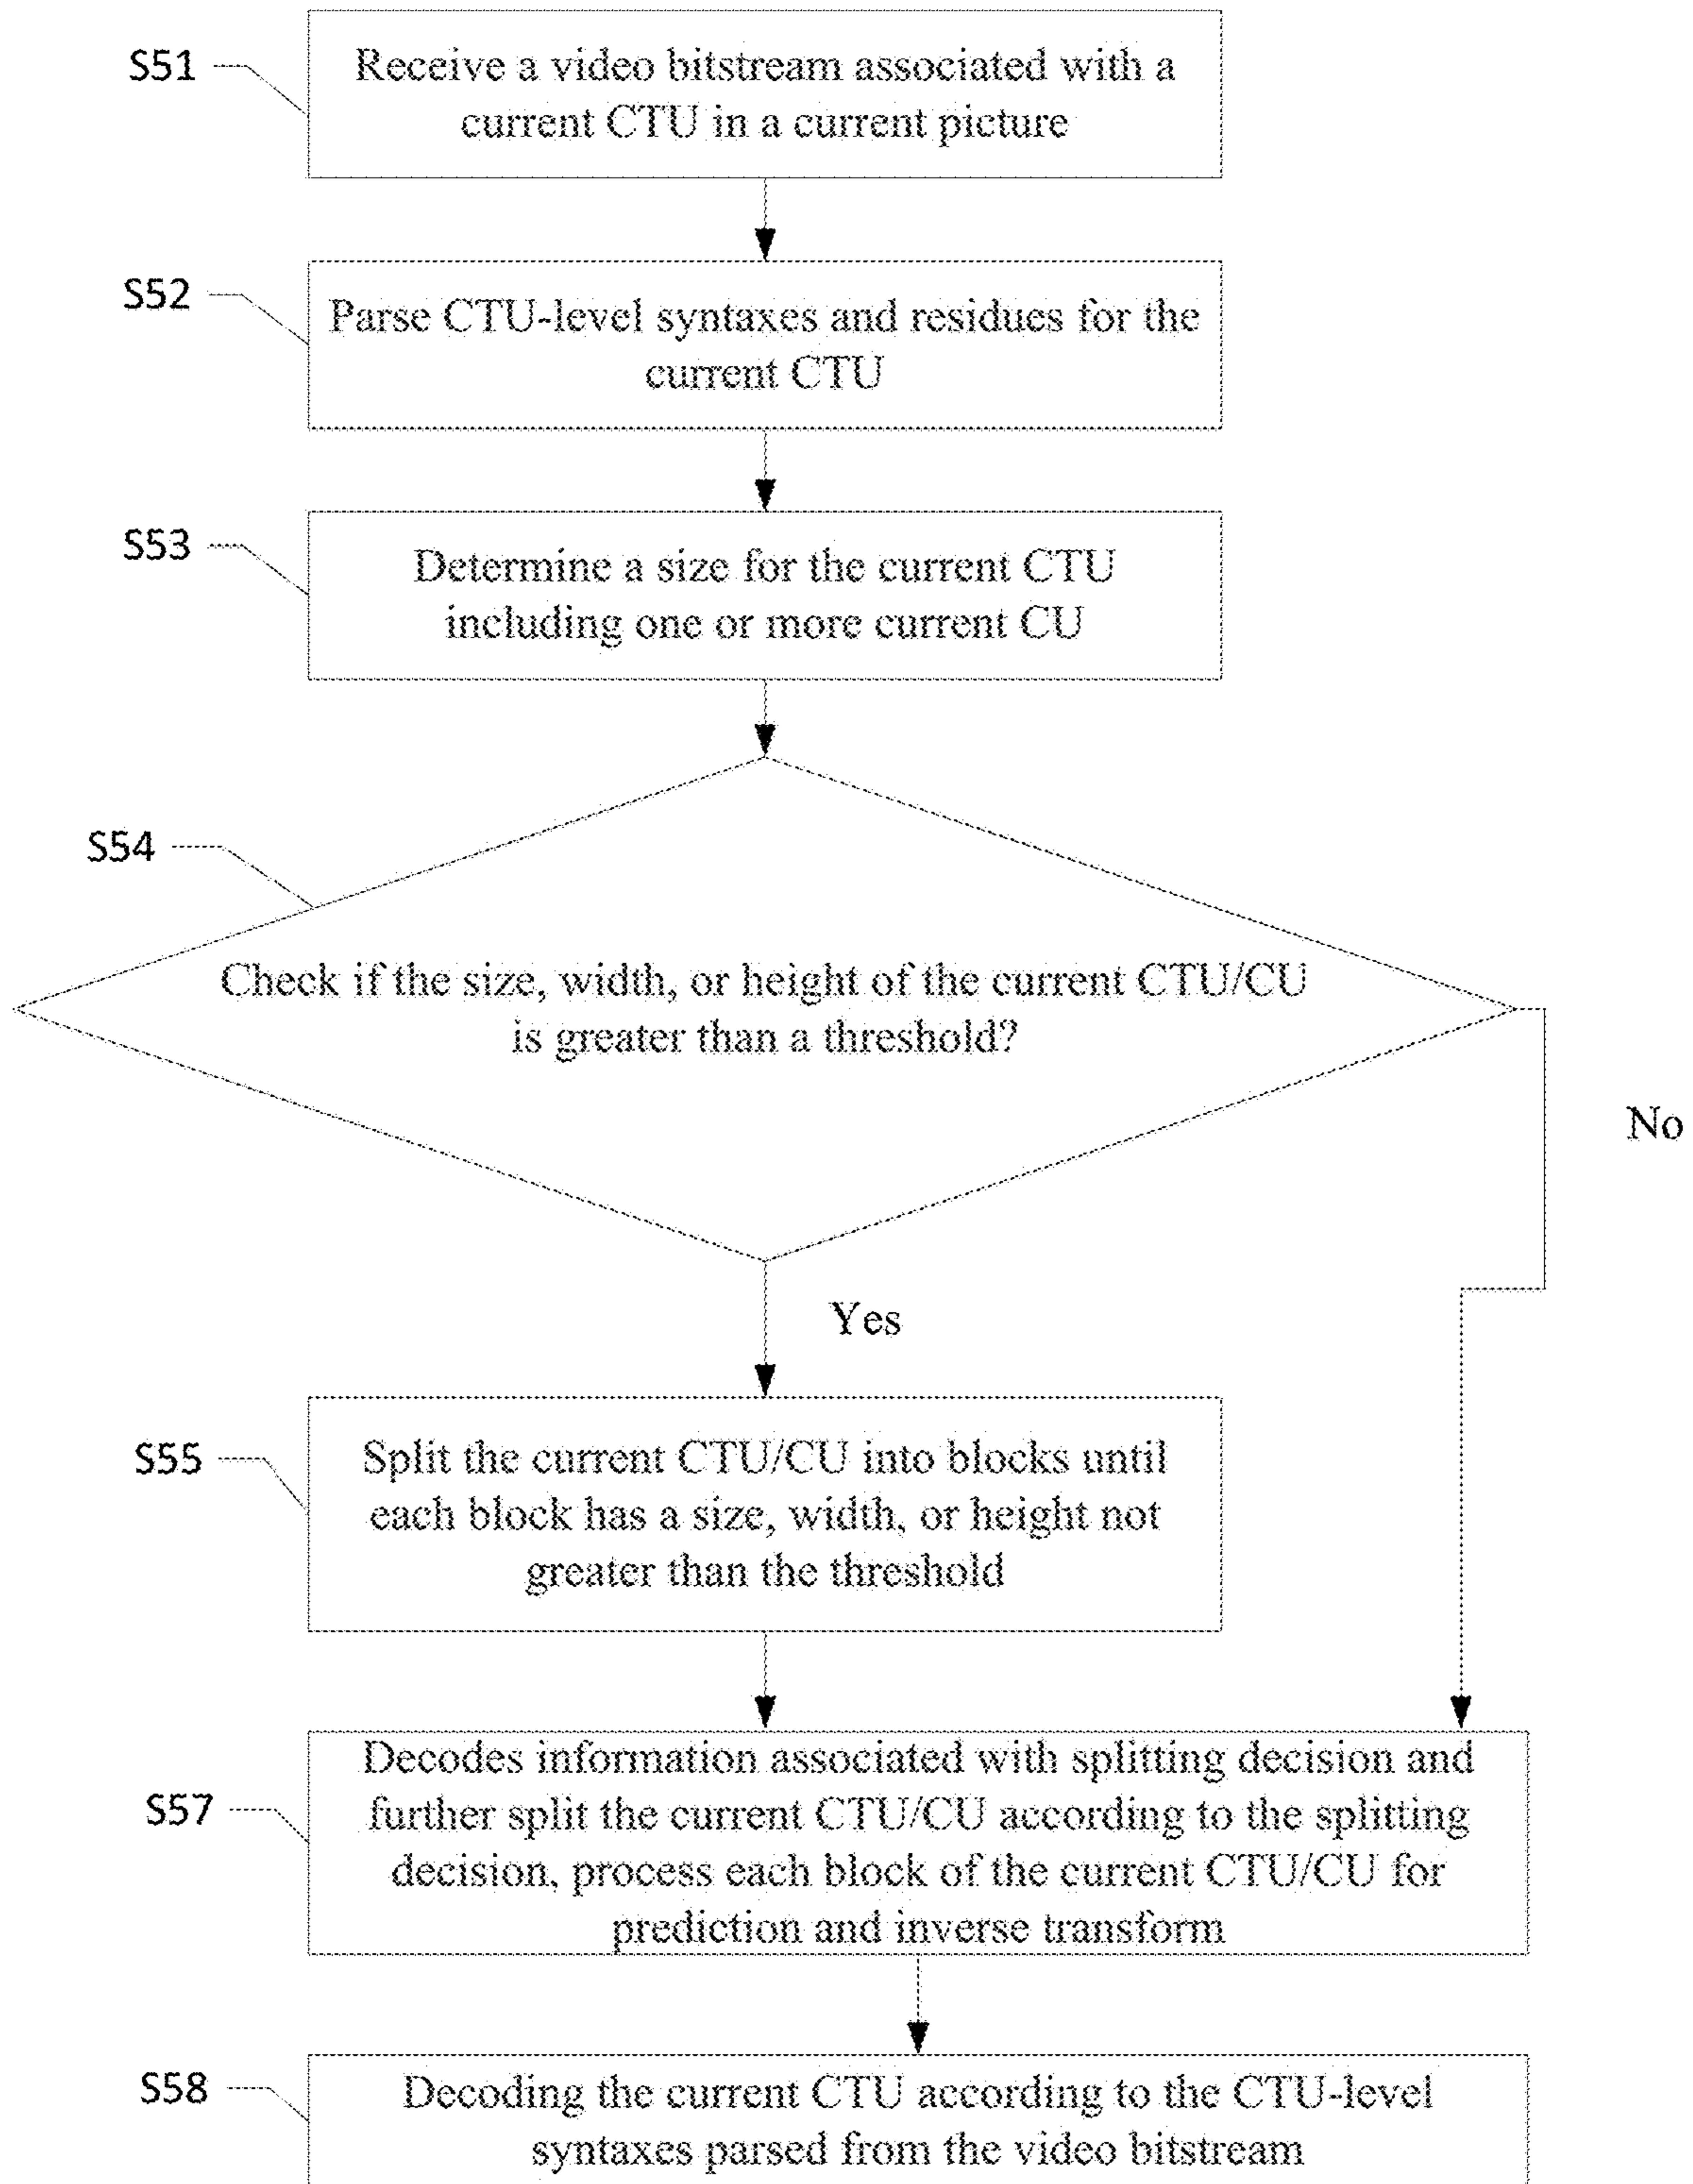 S51
Receive a video bitstream associated with a
current CTU in a current picture
S52
Parse CTU-level syntaxes and residues for the
current CTU
S53
Determine a size for the current CTU
including one or more current CU
S54
Check if the size, width, or height of the current CTU/CU
is greater than a threshold?
No
Yes
S55
Split the current CTU/CU into blocks until
each block has a size, width, or height not
greater than the threshold
S57
Decodes information associated with splitting decision and
further split the current CTU/CU according to the splitting
decision, process each block of the current CTU/CU for
prediction and inverse transform
S58
Decoding the current CTU according to the CTU-level
syntaxes parsed from the video bitstream